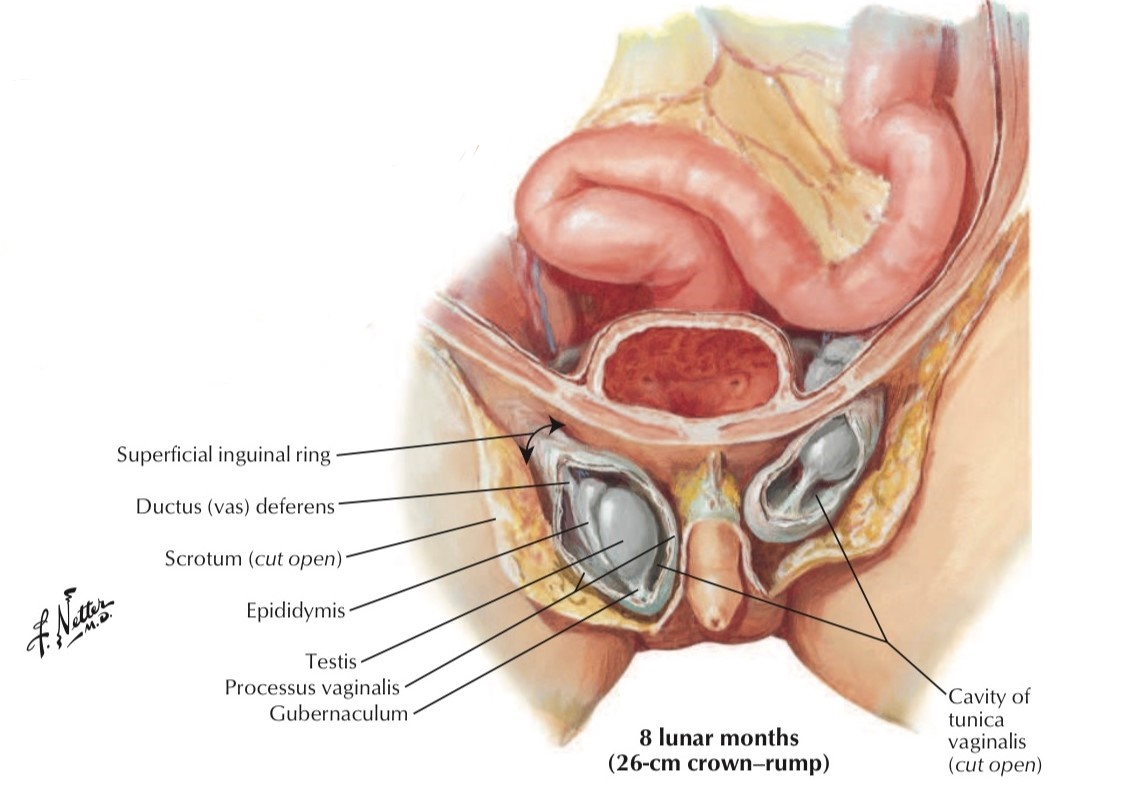 Superficial inguinal ring
Ductus (vas) deferens
Scrotum (cut open)
Epididymis
Testis
Processus vaginalis
Gubernaculum
8 lunar months
(26-cm crown–rump)
Cavity of
tunica
vaginalis
(cut open)
F. Netter
M.D.